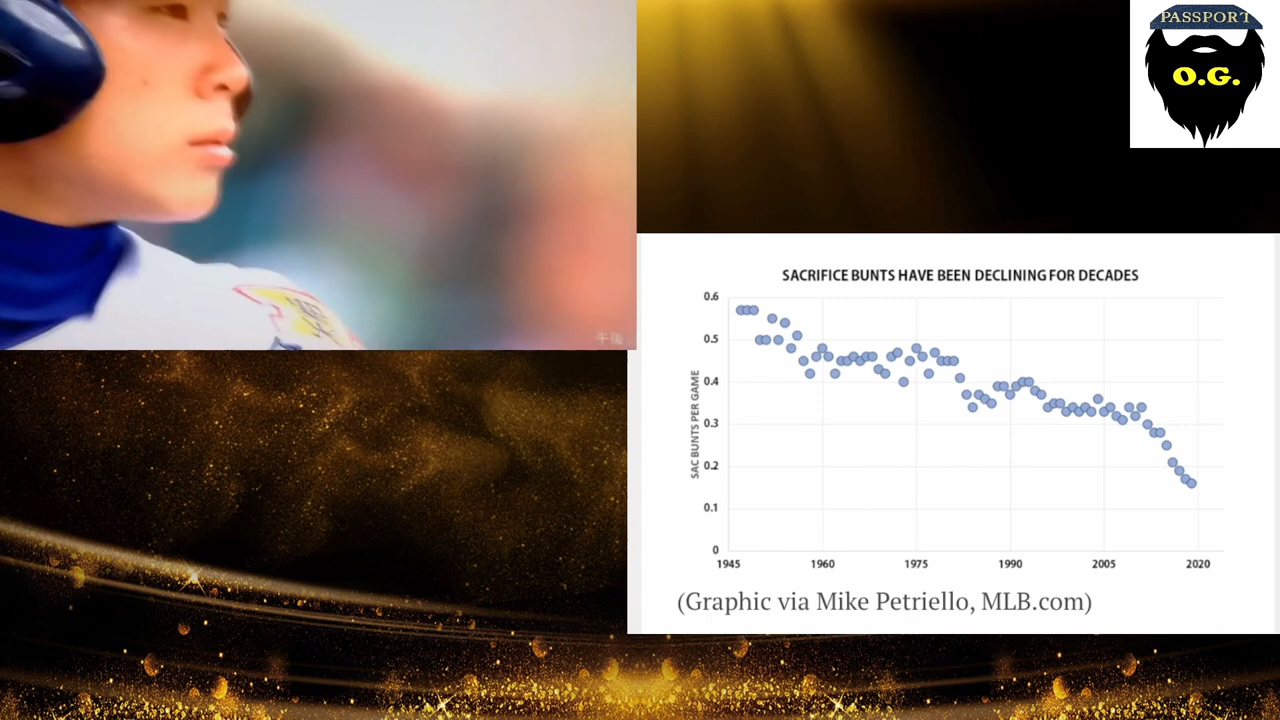 PASSPORT
O.G.
午後
SACRIFICE BUNTS HAVE BEEN DECLINING FOR DECADES
SAC BUNTS PER GAME
0.6
0.5
0.4
0.3
0.2
0.1
0
1945 1960 1975 1990 2005 2020
(Graphic via Mike Petriello, MLB.com)